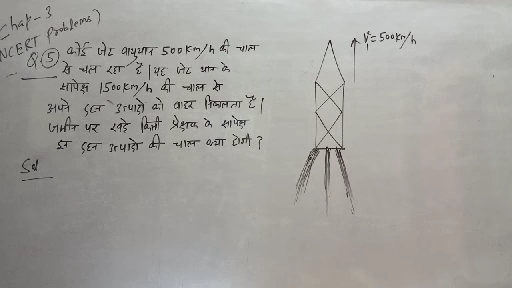 Chap-3
NCERT Problems)
Q.5) कोई जेट वायुयान 500km/h की चाल
से चल रहा है | यह जेट यान के
सापेक्ष 1500km/h की चाल से
अपने दहन उत्पादों को बाहर निकालता है |
जमीन पर खड़े किसी प्रेक्षक के सापेक्ष
इन दहन उत्पादों की चाल क्या होगी ?
Sol
V₁ = 500km/h